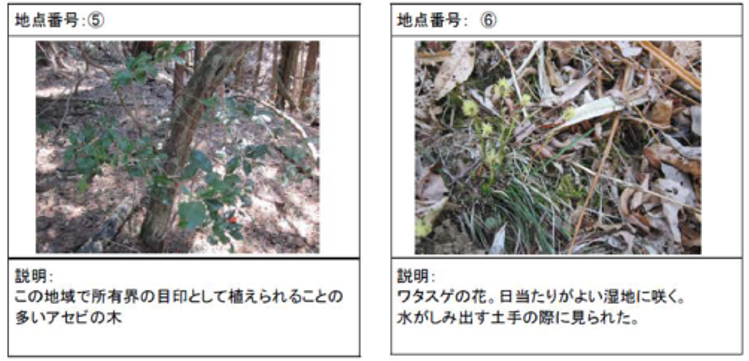 地点番号:⑤
説明:
この地域で所有界の目印として植えられることの
多いアセビの木
地点番号: ⑥
説明:
ワタスゲの花。日当たりがよい湿地に咲く。
水がしみ出す土手の際に見られた。